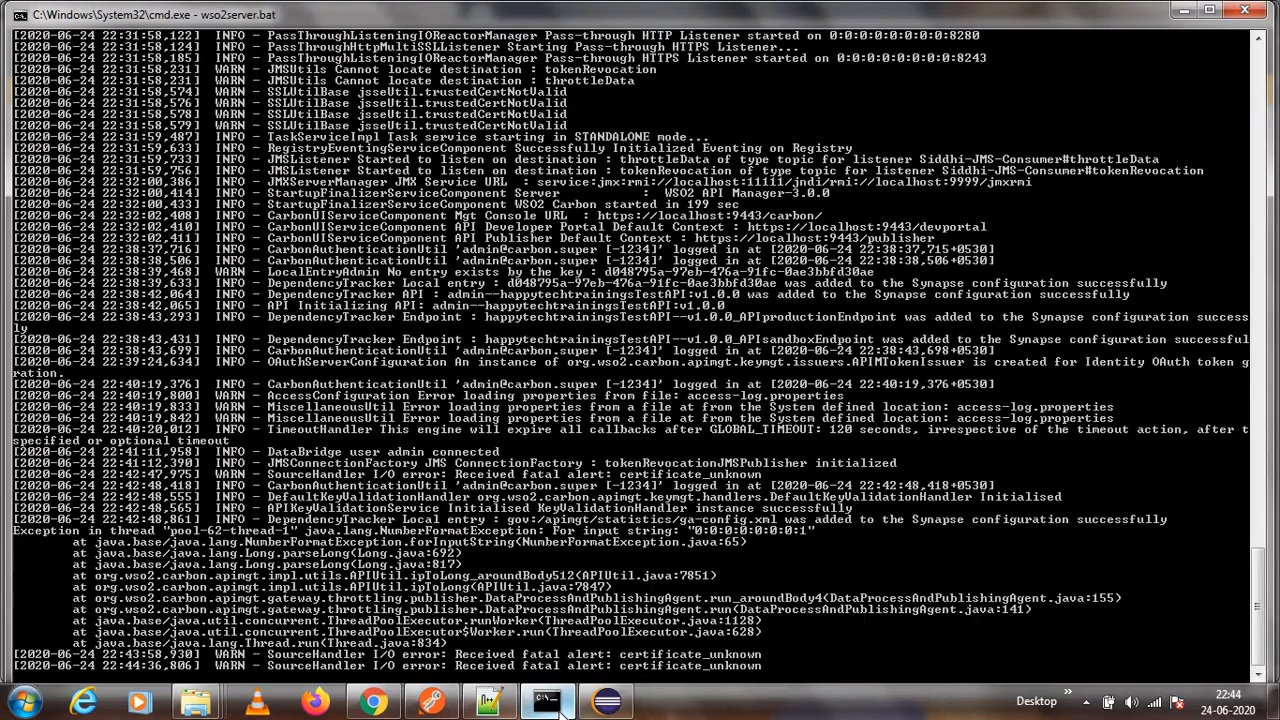 C:\Windows\System32\cmd.exe - wso2server.bat
[2020-06-24 22:31:58,122]  INFO - PassThroughListeningIOReactorManager Pass-through HTTP Listener started on 0:0:0:0:0:0:0:0:8280
[2020-06-24 22:31:58,176]  INFO - PassThroughHttpMultiSSLListener Starting Pass-through HTTPS Listener...
[2020-06-24 22:31:58,185]  INFO - PassThroughListeningIOReactorManager Pass-through HTTPS Listener started on 0:0:0:0:0:0:0:0:8243
[2020-06-24 22:31:58,231]  WARN - JMSUtils Cannot locate destination : tokenRevocation
[2020-06-24 22:31:58,231]  WARN - JMSUtils Cannot locate destination : throttleData
[2020-06-24 22:31:58,574]  WARN - SSLUtilBase jsseUtil.trustedCertNotValid
[2020-06-24 22:31:58,576]  WARN - SSLUtilBase jsseUtil.trustedCertNotValid
[2020-06-24 22:31:58,578]  WARN - SSLUtilBase jsseUtil.trustedCertNotValid
[2020-06-24 22:31:58,579]  WARN - SSLUtilBase jsseUtil.trustedCertNotValid
[2020-06-24 22:31:59,487]  INFO - TaskServiceImpl Task service starting in STANDALONE mode...
[2020-06-24 22:31:59,633]  INFO - RegistryEventingServiceComponent Successfully Initialized Eventing on Registry
[2020-06-24 22:31:59,733]  INFO - JMSListener Started to listen on destination : throttleData of type topic for listener Siddhi-JMS-Consumer#throttleData
[2020-06-24 22:31:59,756]  INFO - JMSListener Started to listen on destination : tokenRevocation of type topic for listener Siddhi-JMS-Consumer#tokenRevocation
[2020-06-24 22:32:00,386]  INFO - JMXServerManager JMX Service URL  : service:jmx:rmi://localhost:11111/jndi/rmi://localhost:9999/jmxrmi
[2020-06-24 22:32:00,414]  INFO - StartupFinalizerServiceComponent Server           :  WSO2 API Manager-3.0.0
[2020-06-24 22:32:00,436]  INFO - StartupFinalizerServiceComponent WSO2 Carbon started in 199 sec
[2020-06-24 22:32:02,408]  INFO - CarbonUIServiceComponent Mgt Console URL  : https://localhost:9443/carbon/
[2020-06-24 22:32:02,410]  INFO - CarbonUIServiceComponent API Developer Portal Default Context : https://localhost:9443/devportal
[2020-06-24 22:32:02,411]  INFO - CarbonUIServiceComponent API Publisher Default Context : https://localhost:9443/publisher
[2020-06-24 22:38:37,716]  INFO - CarbonAuthenticationUtil 'admin@carbon.super [-1234]' logged in at [2020-06-24 22:38:37,715+0530]
[2020-06-24 22:38:38,506]  INFO - CarbonAuthenticationUtil 'admin@carbon.super [-1234]' logged in at [2020-06-24 22:38:38,506+0530]
[2020-06-24 22:38:39,468]  WARN - LocalEntryAdmin No entry exists by the key : d048795a-97eb-476a-91fc-0ae3bbfd30ae
[2020-06-24 22:38:39,633]  INFO - DependencyTracker Local entry : d048795a-97eb-476a-91fc-0ae3bbfd30ae was added to the Synapse configuration successfully
[2020-06-24 22:38:42,064]  INFO - DependencyTracker API : admin--happytechtrainingsTestAPI:v1.0.0 was added to the Synapse configuration successfully
[2020-06-24 22:38:42,065]  INFO - API Initializing API: admin--happytechtrainingsTestAPI:v1.0.0
[2020-06-24 22:38:43,293]  INFO - DependencyTracker Endpoint : happytechtrainingsTestAPI--v1.0.0_APIproductionEndpoint was added to the Synapse configuration success
ly
[2020-06-24 22:38:43,431]  INFO - DependencyTracker Endpoint : happytechtrainingsTestAPI--v1.0.0_APIsandboxEndpoint was added to the Synapse configuration successful
[2020-06-24 22:38:43,699]  INFO - CarbonAuthenticationUtil 'admin@carbon.super [-1234]' logged in at [2020-06-24 22:38:43,698+0530]
[2020-06-24 22:39:24,634]  INFO - OAuthServerConfiguration An instance of org.wso2.carbon.apimgt.keymgt.issuers.APIMTokenIssuer is created for Identity OAuth token g
ration.
[2020-06-24 22:40:19,376]  INFO - CarbonAuthenticationUtil 'admin@carbon.super [-1234]' logged in at [2020-06-24 22:40:19,376+0530]
[2020-06-24 22:40:19,800]  WARN - AccessConfiguration Error loading properties from file: access-log.properties
[2020-06-24 22:40:19,833]  WARN - MiscellaneousUtil Error loading properties from a file at from the System defined location: access-log.properties
[2020-06-24 22:40:19,842]  WARN - MiscellaneousUtil Error loading properties from a file at from the System defined location: access-log.properties
[2020-06-24 22:40:20,012]  INFO - TimeoutHandler This engine will expire all callbacks after GLOBAL_TIMEOUT: 120 seconds, irrespective of the timeout action, after t
specified or optional timeout
[2020-06-24 22:41:11,958]  INFO - DataBridge user admin connected
[2020-06-24 22:41:12,390]  INFO - JMSConnectionFactory JMS ConnectionFactory : tokenRevocationJMSPublisher initialized
[2020-06-24 22:42:47,975]  WARN - SourceHandler I/O error: Received fatal alert: certificate_unknown
[2020-06-24 22:42:48,418]  INFO - CarbonAuthenticationUtil 'admin@carbon.super [-1234]' logged in at [2020-06-24 22:42:48,418+0530]
[2020-06-24 22:42:48,555]  INFO - DefaultKeyValidationHandler org.wso2.carbon.apimgt.keymgt.handlers.DefaultKeyValidationHandler Initialised
[2020-06-24 22:42:48,555]  INFO - APIKeyValidationService Initialised KeyValidationHandler instance successfully
[2020-06-24 22:42:48,861]  INFO - DependencyTracker Local entry : gov:/apimgt/statistics/ga-config.xml was added to the Synapse configuration successfully
Exception in thread "pool-62-thread-1" java.lang.NumberFormatException: For input string: "0:0:0:0:0:0:0:1"
at java.base/java.lang.NumberFormatException.forInputString(NumberFormatException.java:65)
at java.base/java.lang.Long.parseLong(Long.java:692)
at java.base/java.lang.Long.parseLong(Long.java:817)
at org.wso2.carbon.apimgt.impl.utils.APIUtil.ipToLong_aroundBody512(APIUtil.java:7851)
at org.wso2.carbon.apimgt.impl.utils.APIUtil.ipToLong(APIUtil.java:7847)
at org.wso2.carbon.apimgt.gateway.throttling.publisher.DataProcessAndPublishingAgent.run_aroundBody4(DataProcessAndPublishingAgent.java:155)
at org.wso2.carbon.apimgt.gateway.throttling.publisher.DataProcessAndPublishingAgent.run(DataProcessAndPublishingAgent.java:141)
at java.base/java.util.concurrent.ThreadPoolExecutor.runWorker(ThreadPoolExecutor.java:1128)
at java.base/java.util.concurrent.ThreadPoolExecutor$Worker.run(ThreadPoolExecutor.java:628)
at java.base/java.lang.Thread.run(Thread.java:834)
[2020-06-24 22:43:58,930]  WARN - SourceHandler I/O error: Received fatal alert: certificate_unknown
[2020-06-24 22:44:36,806]  WARN - SourceHandler I/O error: Received fatal alert: certificate_unknown
Desktop
22:44
24-06-2020